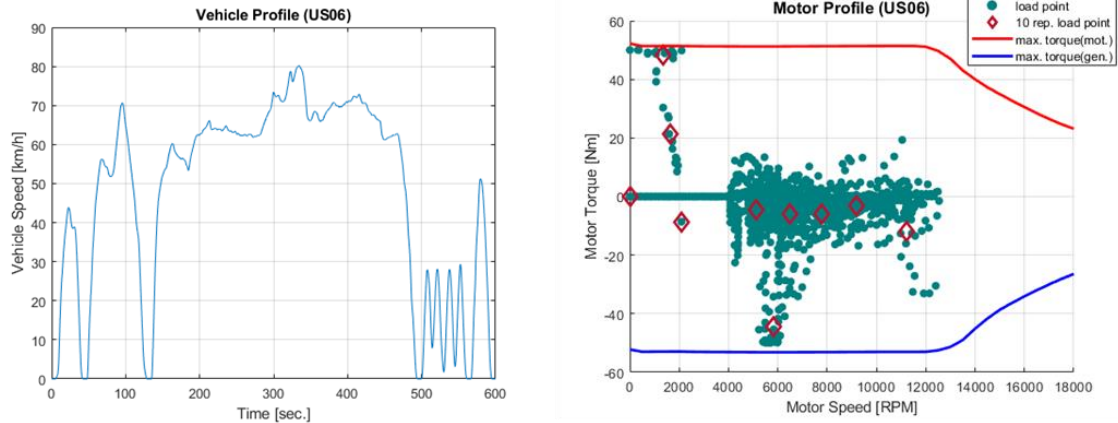 Vehicle Profile (US06)
Vehicle Speed [km/h]
90
80
70
60
50
40
30
20
10
0
0 100 200 300 400 500 600
Time [sec.]
Motor Profile (US06)
load point
10 rep. load point
max. torque(mot.)
max. torque(gen.)
Motor Torque [Nm]
60
40
20
0
-20
-40
-60
0 2000 4000 6000 8000 10000 12000 14000 16000 18000
Motor Speed [RPM]